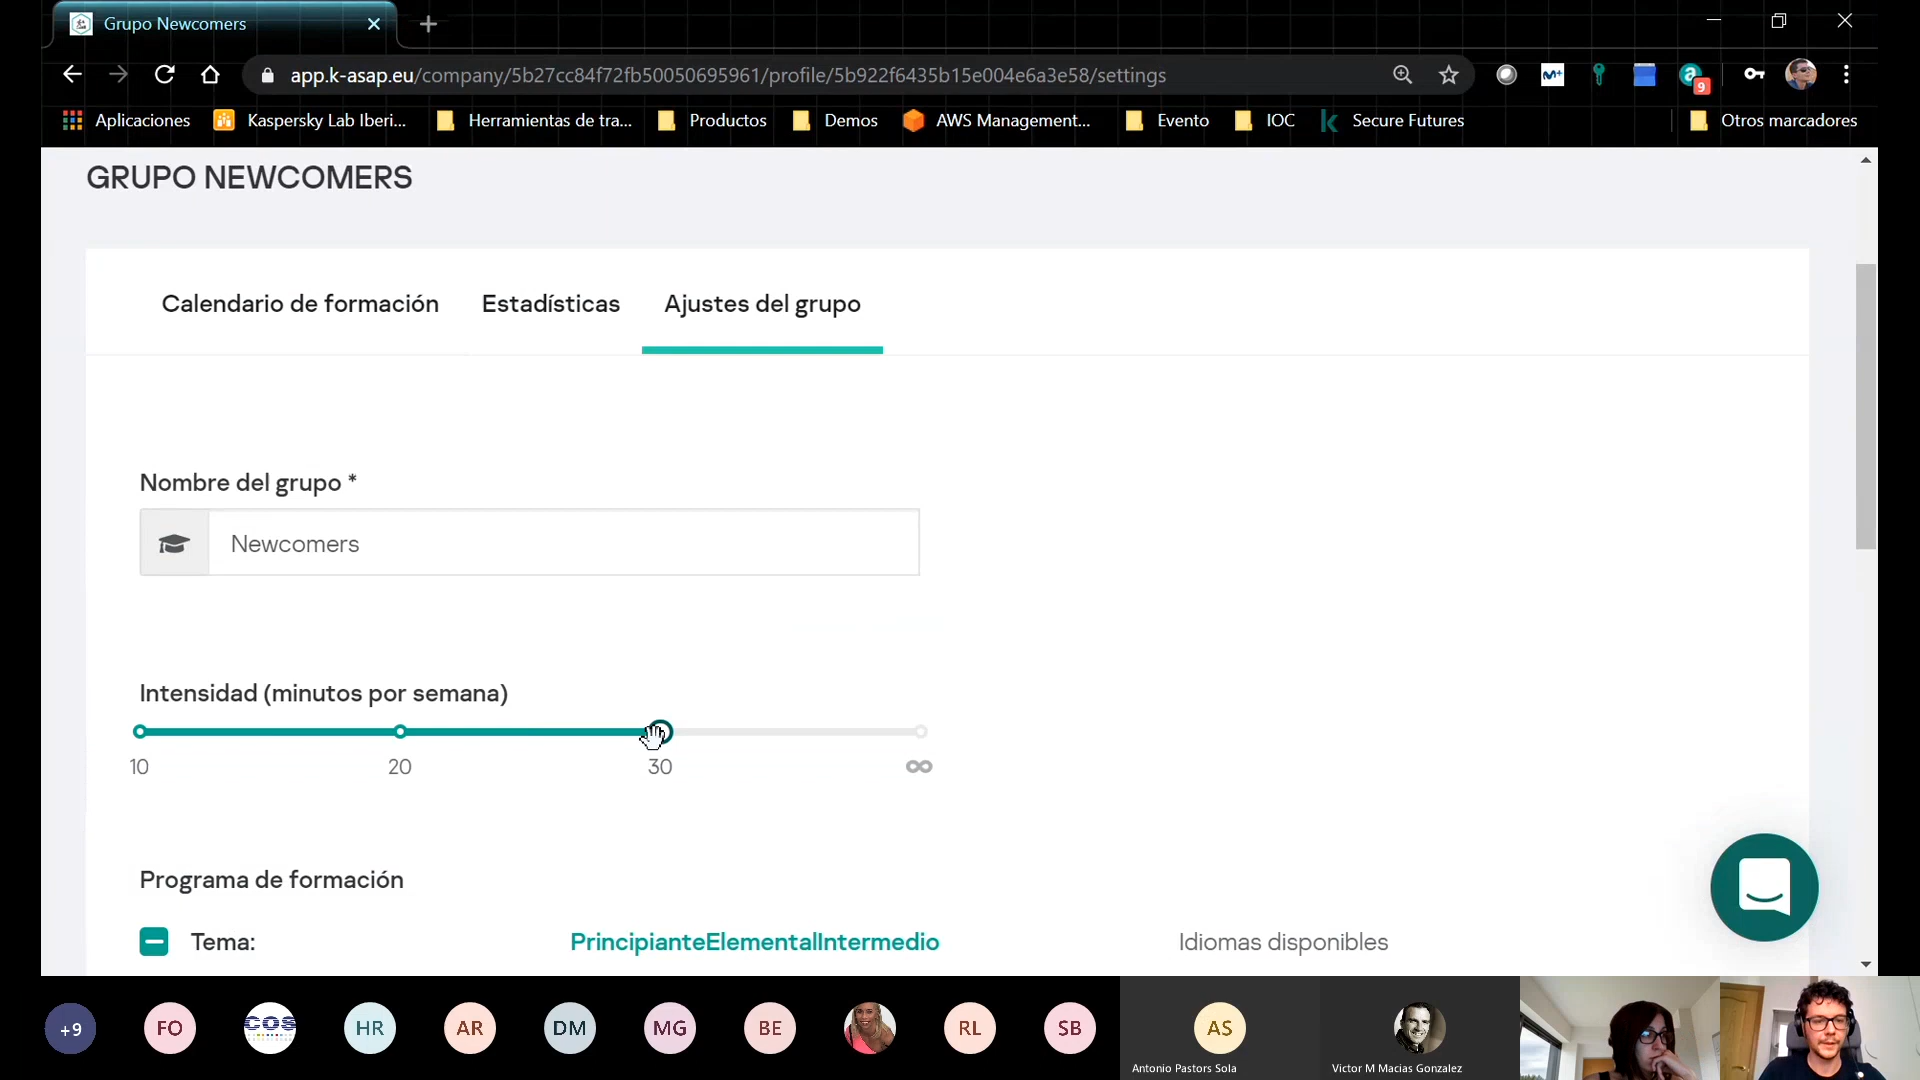 Grupo Newcomers
app.k-asap.eu/company/5b27cc84f72fb50050695961/profile/5b922f6435b15e004e6a3e58/settings
9
Aplicaciones Kaspersky Lab Iberi... Herramientas de tra... Productos Demos AWS Management... Evento IOC Secure Futures Otros marcadores
GRUPO NEWCOMERS
Calendario de formación Estadísticas Ajustes del grupo
Nombre del grupo *
Newcomers
Intensidad (minutos por semana)
10 20 30 ∞
Programa de formación
Tema: PrincipianteElementalIntermedio Idiomas disponibles
+9 FO cos HR AR DM MG BE RL SB AS
Antonio Pastors Sola Victor M Macias Gonzalez